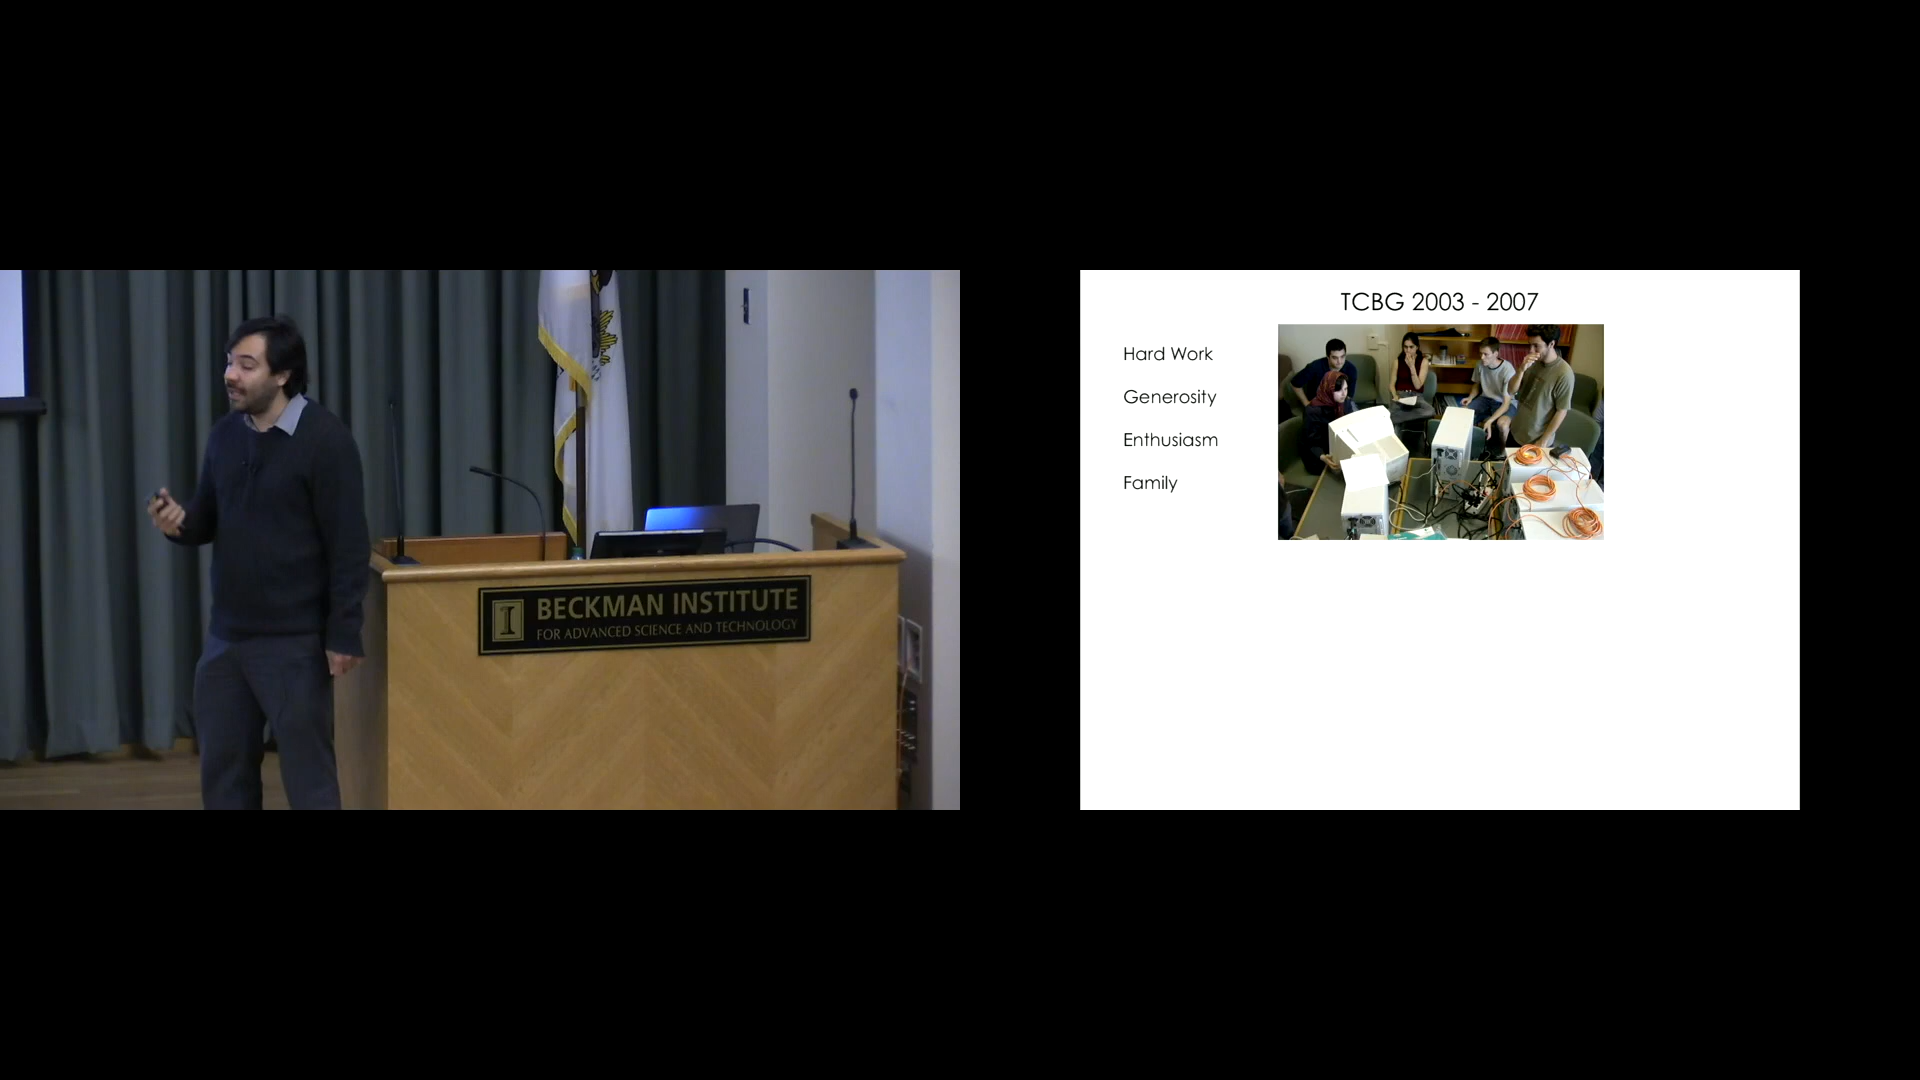 I
BECKMAN INSTITUTE
FOR ADVANCED SCIENCE AND TECHNOLOGY
TCBG 2003 - 2007
Hard Work
Generosity
Enthusiasm
Family